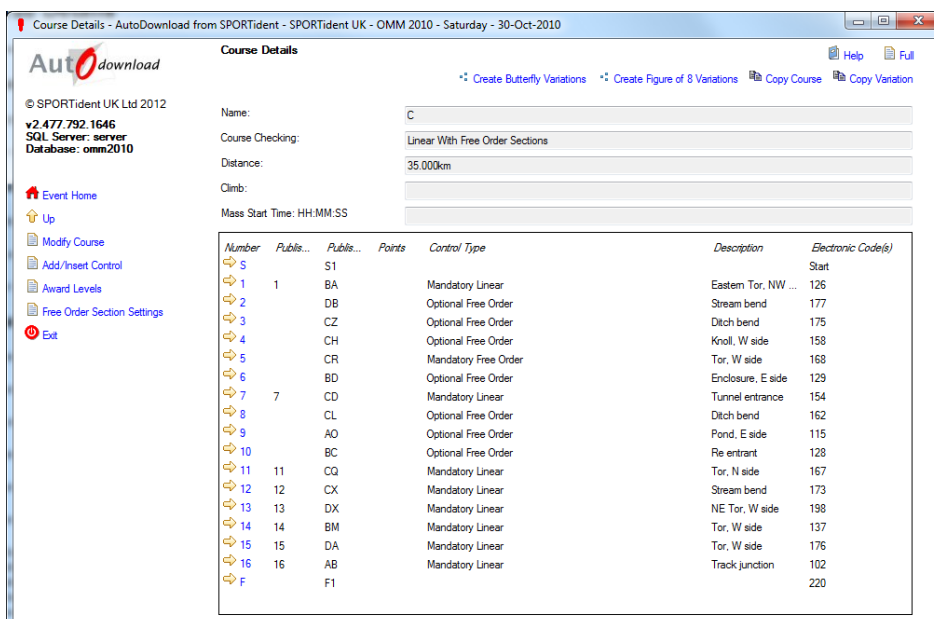 Course Details - AutoDownload from SPORTident - SPORTident UK - OMM 2010 - Saturday - 30-Oct-2010
AutOdownload
Course Details
Help Full
Create Butterfly Variations Create Figure of 8 Variations Copy Course Copy Variation
© SPORTident UK Ltd 2012
v2.477.792.1646
SQL Server: server
Database: omm2010
Event Home
Up
Modify Course
Add/Insert Control
Award Levels
Free Order Section Settings
Exit
Name: C
Course Checking: Linear With Free Order Sections
Distance: 35.000km
Climb:
Mass Start Time: HH:MM:SS
Number Publis... Publis... Points Control Type Description Electronic Code(s)
S S1 Start
1 1 BA Mandatory Linear Eastern Tor, NW ... 126
2 DB Optional Free Order Stream bend 177
3 CZ Optional Free Order Ditch bend 175
4 CH Optional Free Order Knoll, W side 158
5 CR Mandatory Free Order Tor, W side 168
6 BD Optional Free Order Enclosure, E side 129
7 7 CD Mandatory Linear Tunnel entrance 154
8 CL Optional Free Order Ditch bend 162
9 AO Optional Free Order Pond, E side 115
10 BC Optional Free Order Re entrant 128
11 11 CQ Mandatory Linear Tor, N side 167
12 12 CX Mandatory Linear Stream bend 173
13 13 DX Mandatory Linear NE Tor, W side 198
14 14 BM Mandatory Linear Tor, W side 137
15 15 DA Mandatory Linear Tor, W side 176
16 16 AB Mandatory Linear Track junction 102
F F1 220